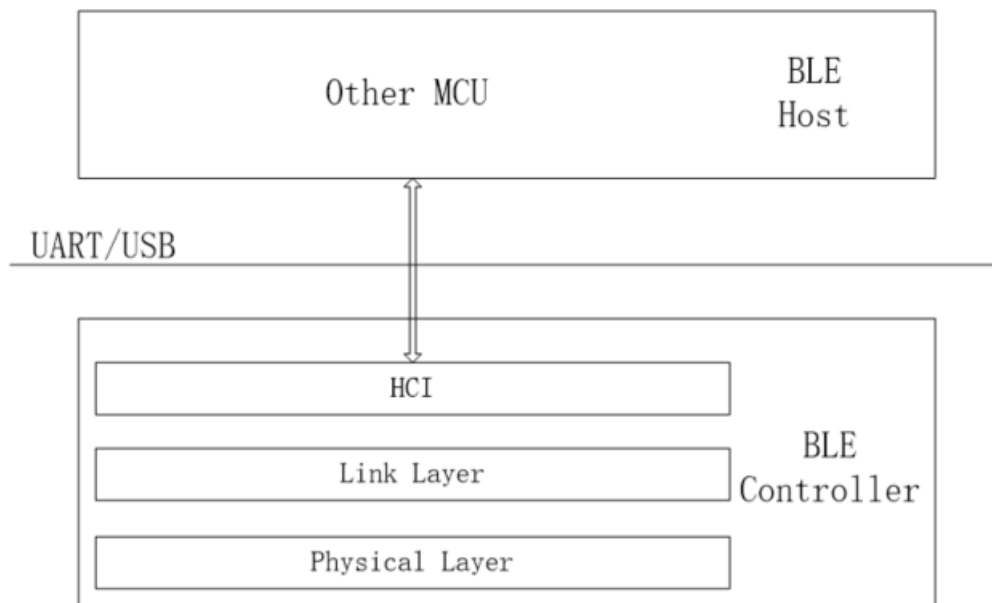 Other MCU
BLE
Host
UART/USB
HCI
Link Layer
BLE
Controller
Physical Layer